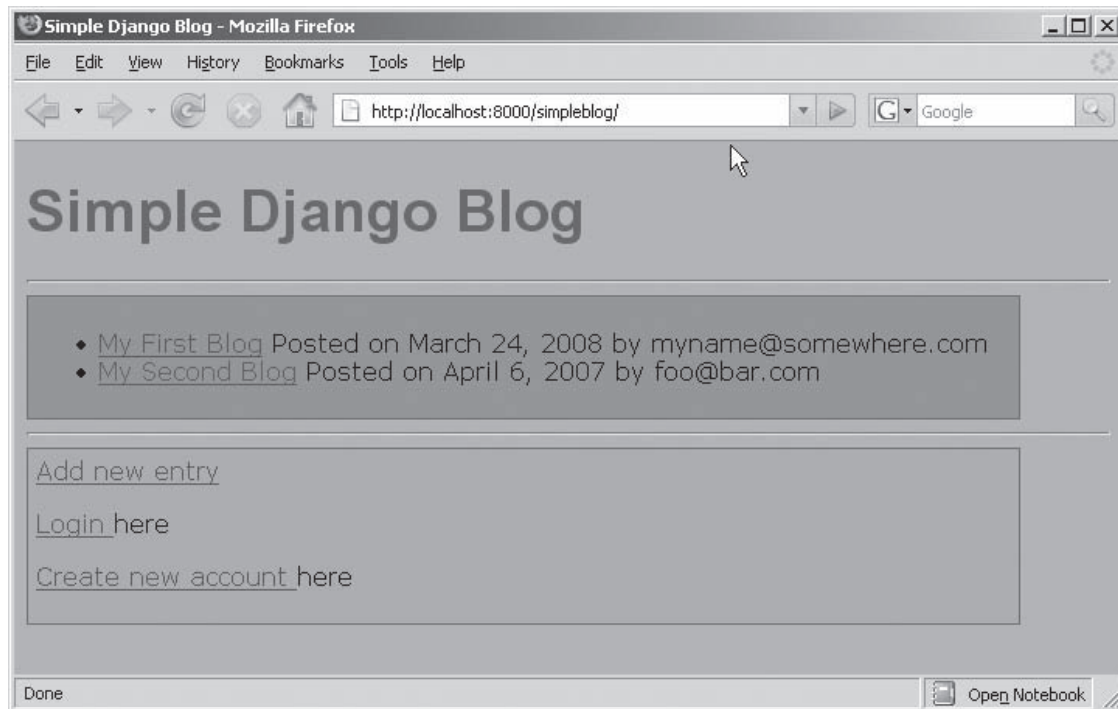 Simple Django Blog - Mozilla Firefox
File Edit View History Bookmarks Tools Help
http://localhost:8000/simpleblog/ G Google
Simple Django Blog
• My First Blog Posted on March 24, 2008 by myname@somewhere.com
• My Second Blog Posted on April 6, 2007 by foo@bar.com
Add new entry
Login here
Create new account here
Done Open Notebook